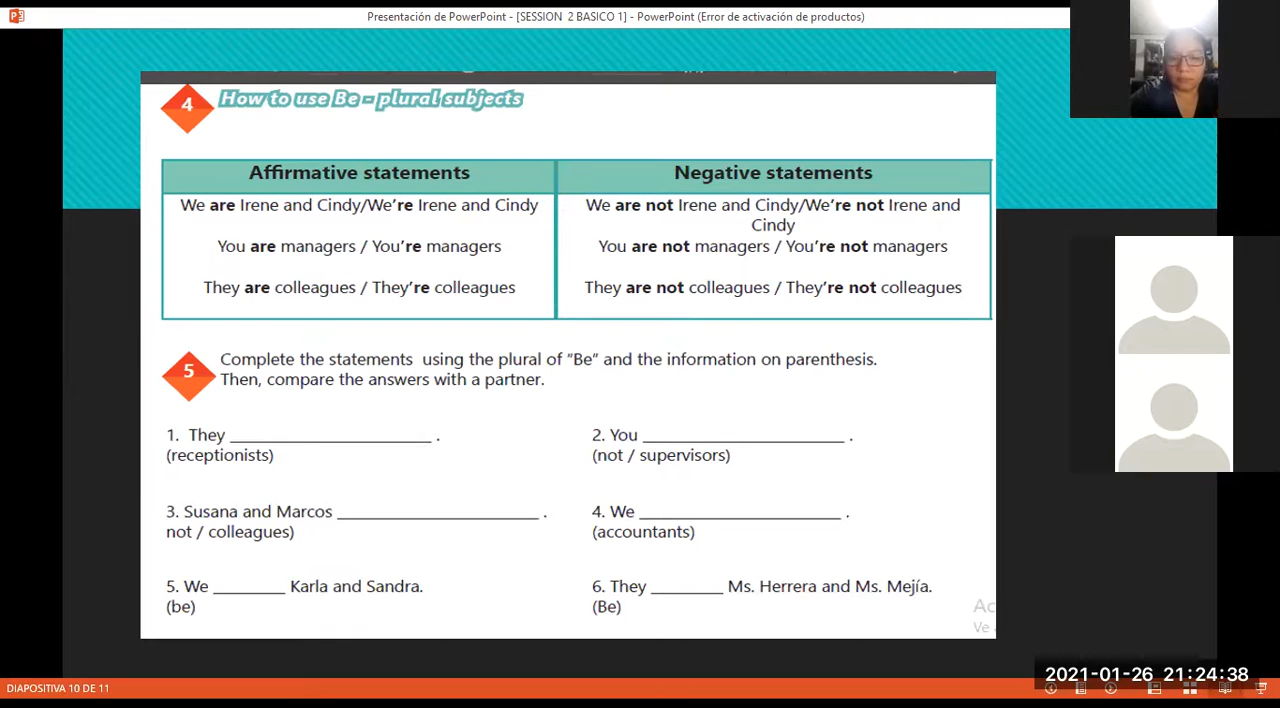 Presentación de PowerPoint - [SESSION 2 BASICO 1] - PowerPoint (Error de activación de productos)
4
How to use Be - plural subjects
Affirmative statements
Negative statements
We are Irene and Cindy/We're Irene and Cindy
We are not Irene and Cindy/We're not Irene and
Cindy
You are managers / You're managers
You are not managers / You're not managers
They are colleagues / They're colleagues
They are not colleagues / They're not colleagues
5
Complete the statements using the plural of "Be" and the information on parenthesis.
Then, compare the answers with a partner.
1. They ______________________ .
(receptionists)
2. You ______________________ .
(not / supervisors)
3. Susana and Marcos ______________________ .
not / colleagues)
4. We ______________________ .
(accountants)
5. We ________ Karla and Sandra.
(be)
6. They ________ Ms. Herrera and Ms. Mejía.
(Be)
Ve
2021-01-26 21:24:38
DIAPOSITIVA 10 DE 11